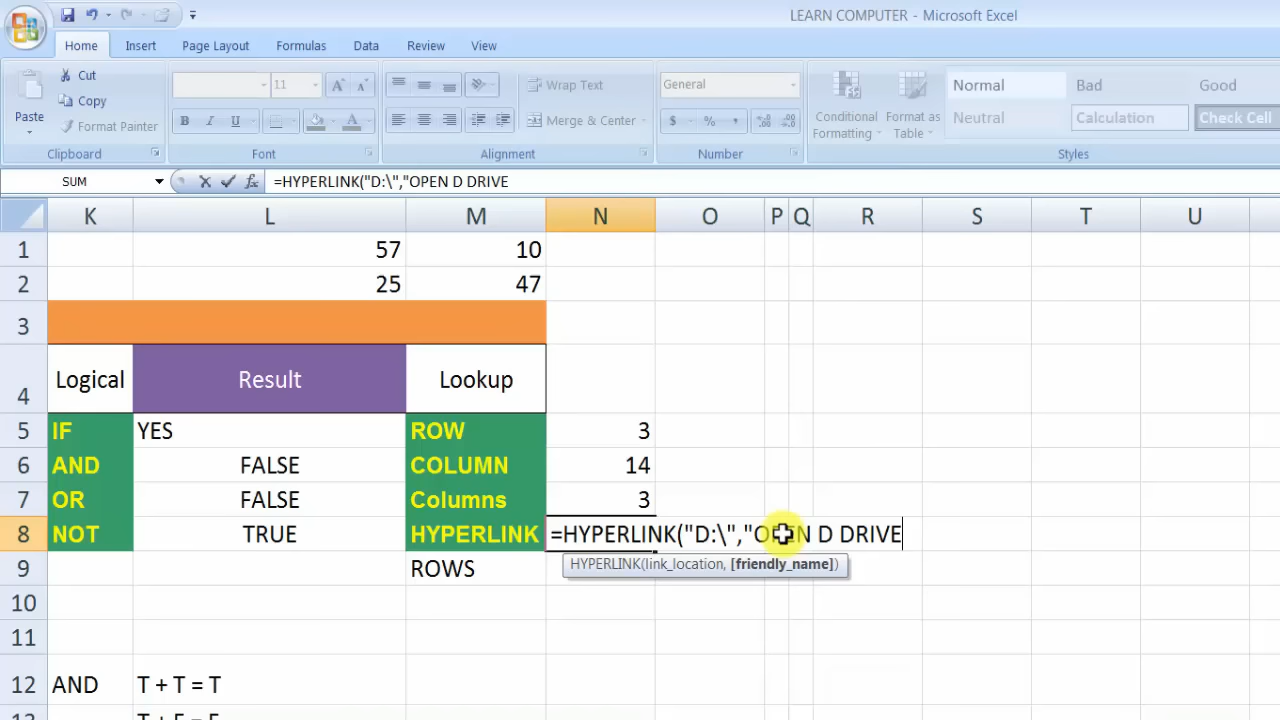 LEARN COMPUTER - Microsoft Excel
Home Insert Page Layout Formulas Data Review View
Paste
Cut
Copy
Format Painter
Clipboard
11
A A
B I U
A
Font
Wrap Text
Merge & Center
Alignment
General
$ % ,
Number
Conditional Formatting
Format as Table
Normal Bad Good
Neutral Calculation Check Cell
Styles
SUM fx =HYPERLINK("D:\","OPEN D DRIVE
K L M N O P Q R S T U
1 57 10
2 25 47
3
4 Logical Result Lookup
5 IF YES ROW 3
6 AND FALSE COLUMN 14
7 OR FALSE Columns 3
8 NOT TRUE HYPERLINK =HYPERLINK("D:\","OPEN D DRIVE
HYPERLINK(link_location, [friendly_name])
9 ROWS
10
11
12 AND T + T = T
13 T + F = F